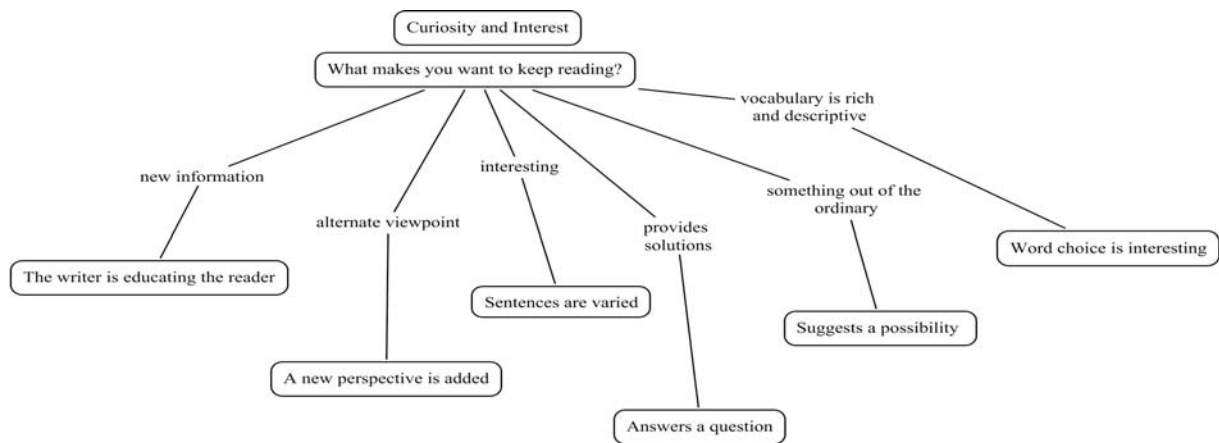 Curiosity and Interest
What makes you want to keep reading?
vocabulary is rich
and descriptive
interesting
new information
something out of the
ordinary
alternate viewpoint
provides
solutions
Word choice is interesting
The writer is educating the reader
Sentences are varied
Suggests a possibility
A new perspective is added
Answers a question